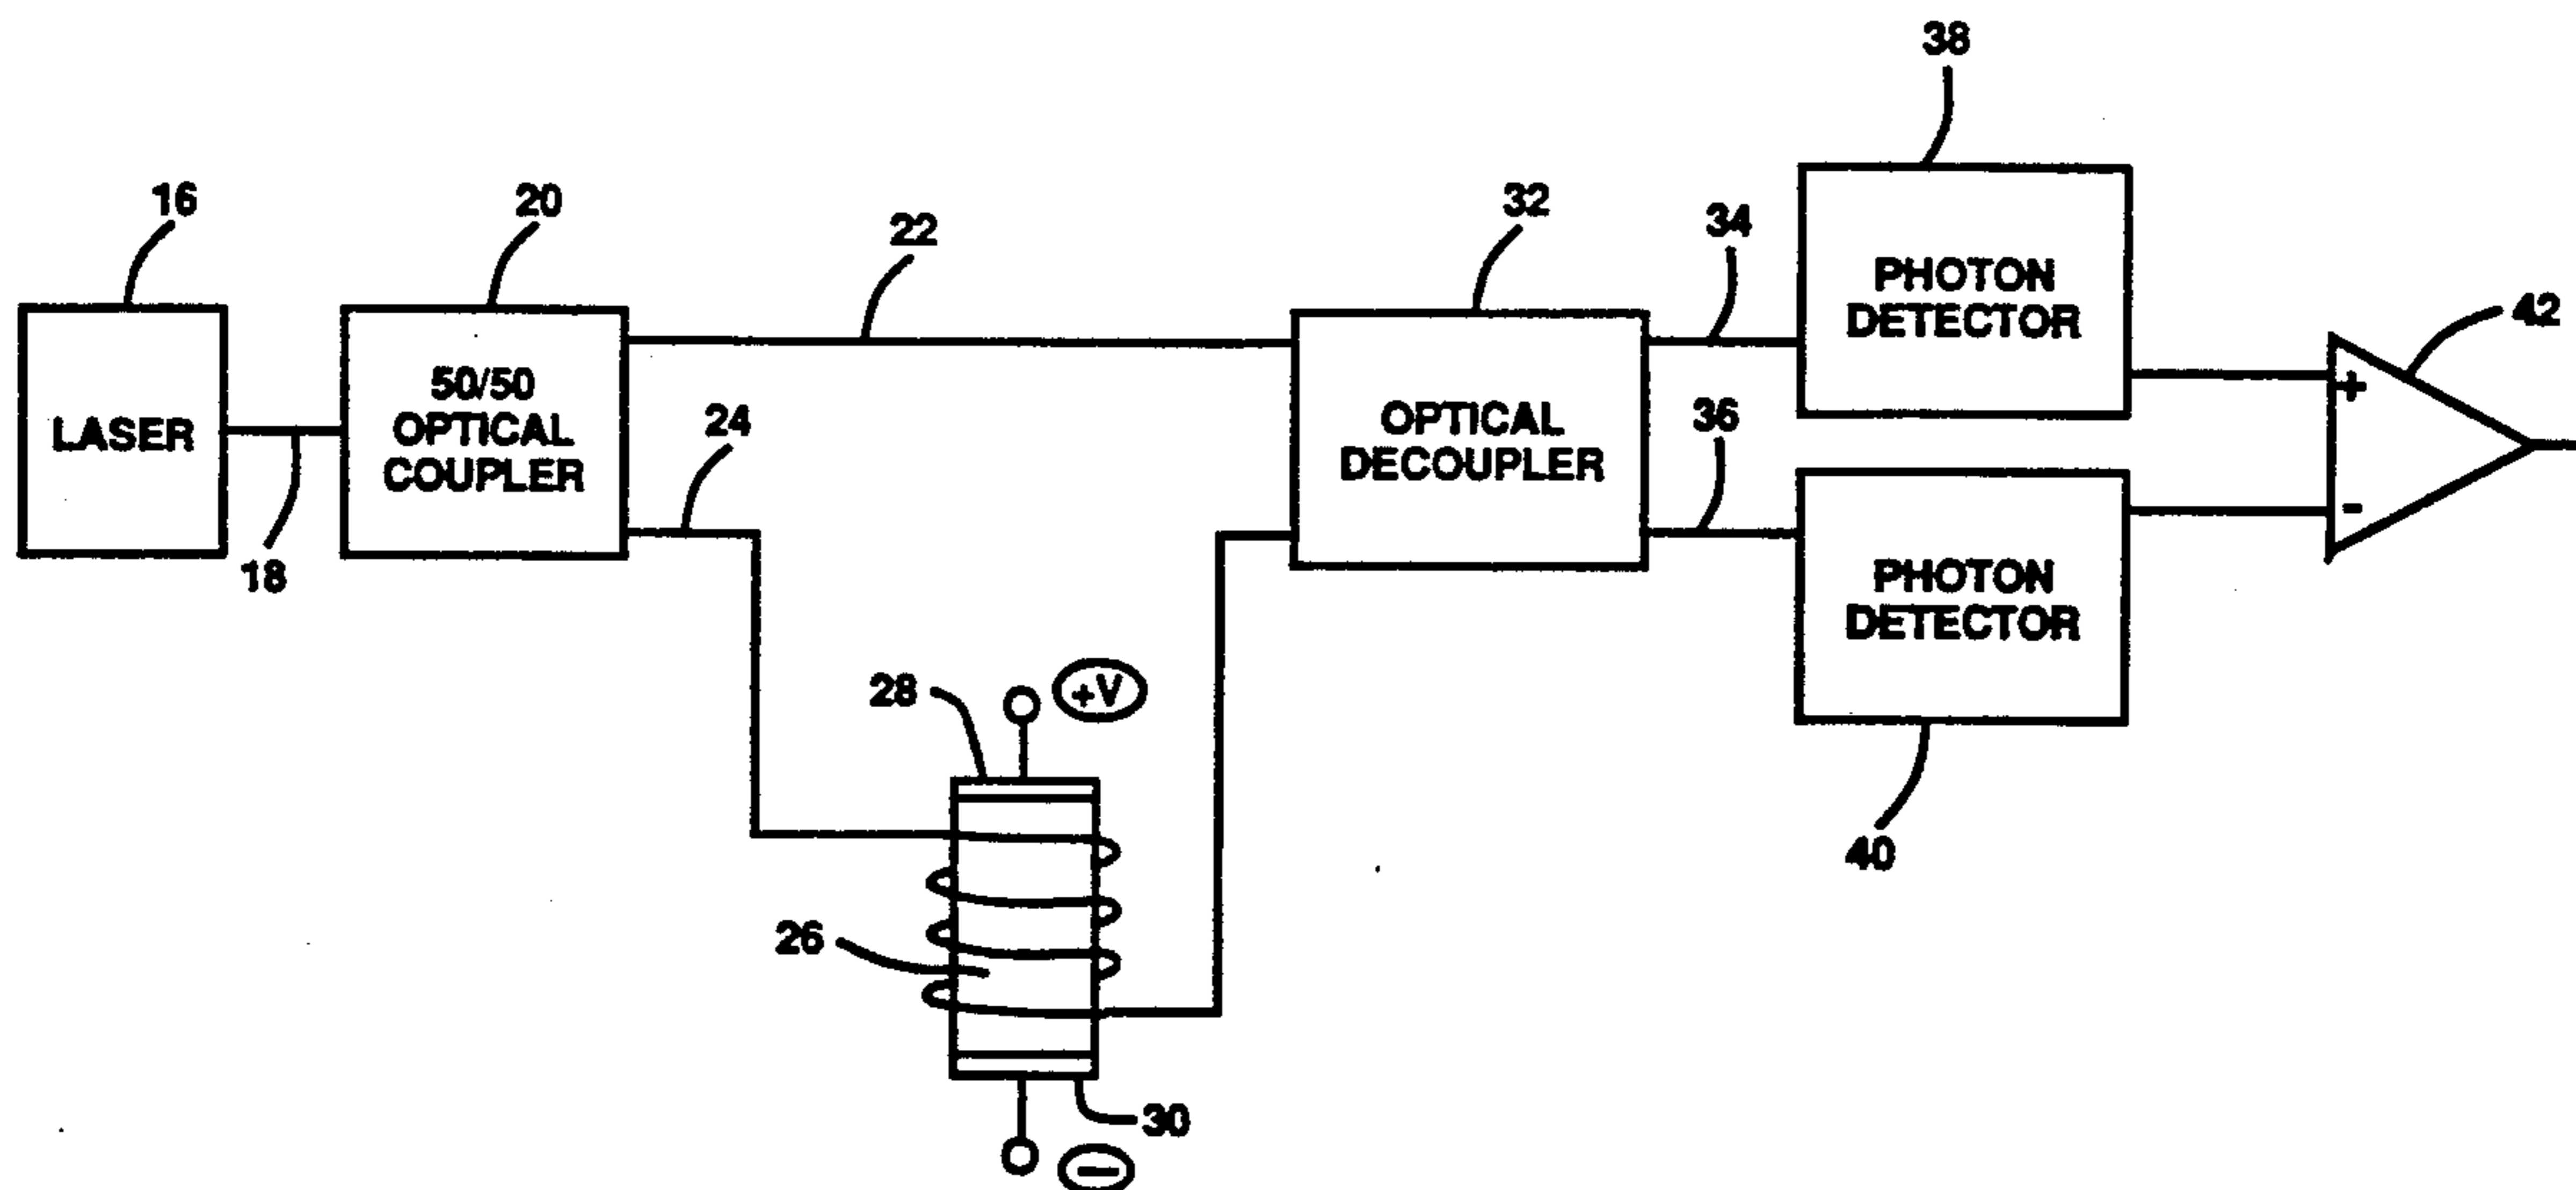 38
16
20
22
32
34
42
LASER
50/50
OPTICAL
COUPLER
24
OPTICAL
DECOUPLER
36
PHOTON
DETECTOR
+
-
18
PHOTON
DETECTOR
28
+V
26
40
30
−